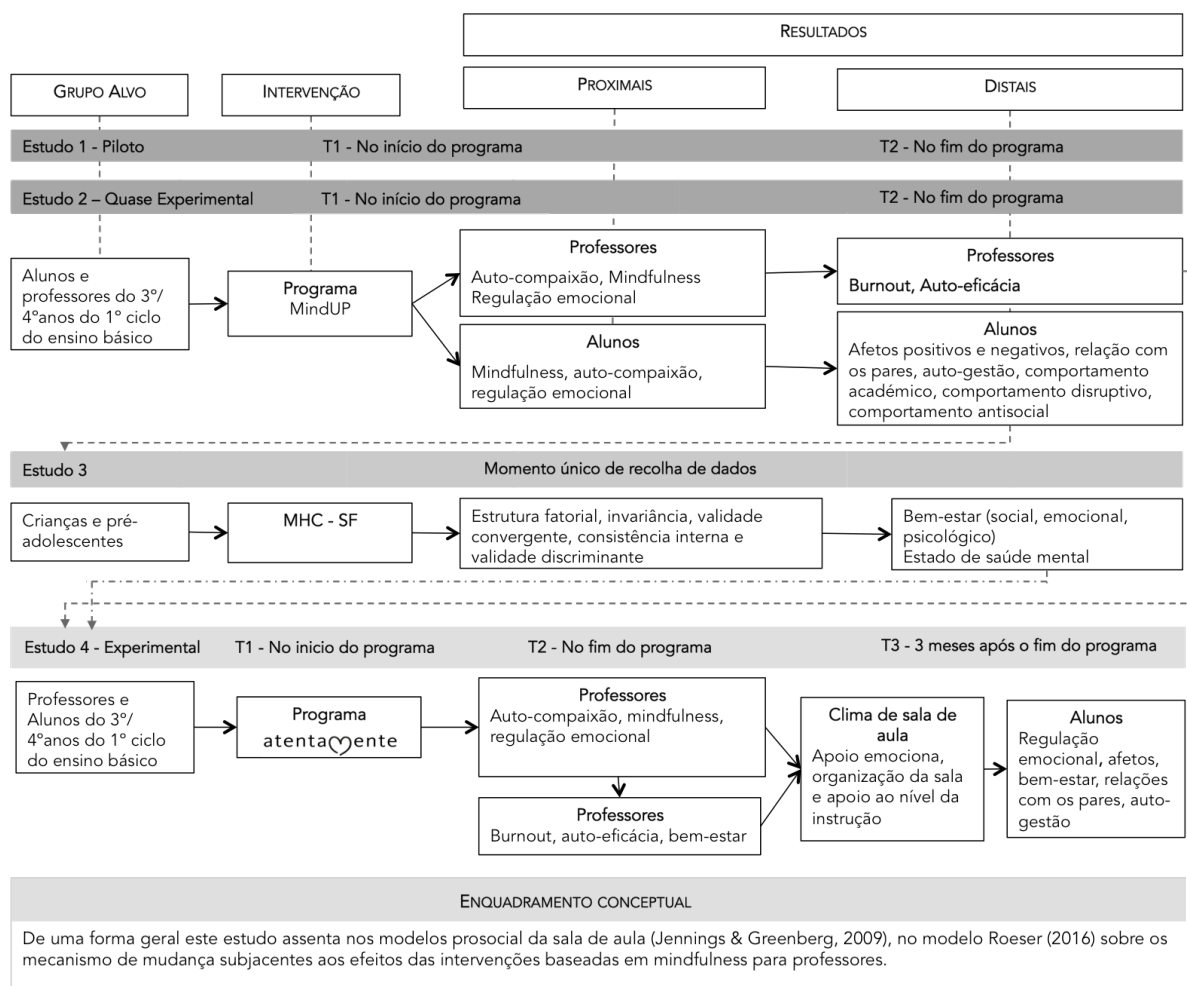 RESULTADOS
GRUPO ALVO
INTERVENÇÃO
PROXIMAIS
DISTAIS
Estudo 1 - Piloto T1 - No início do programa T2 - No fim do programa
Estudo 2 – Quase Experimental T1 - No início do programa T2 - No fim do programa
Alunos e
professores do 3º/
4ºanos do 1º ciclo
do ensino básico
Programa
MindUP
Professores
Auto-compaixão, Mindfulness
Regulação emocional
Alunos
Mindfulness, auto-compaixão,
regulação emocional
Professores
Burnout, Auto-eficácia
Alunos
Afetos positivos e negativos, relação com
os pares, auto-gestão, comportamento
académico, comportamento disruptivo,
comportamento antisocial
Estudo 3 Momento único de recolha de dados
Crianças e pré-
adolescentes
MHC - SF
Estrutura fatorial, invariância, validade
convergente, consistência interna e
validade discriminante
Bem-estar (social, emocional,
psicológico)
Estado de saúde mental
Estudo 4 - Experimental T1 - No inicio do programa T2 - No fim do programa T3 - 3 meses após o fim do programa
Professores e
Alunos do 3º/
4ºanos do 1º ciclo
do ensino básico
Programa
atentamente
Professores
Auto-compaixão, mindfulness,
regulação emocional
Professores
Burnout, auto-eficácia, bem-estar
Clima de sala de
aula
Apoio emociona,
organização da sala
e apoio ao nível da
instrução
Alunos
Regulação
emocional, afetos,
bem-estar, relações
com os pares, auto-
gestão
ENQUADRAMENTO CONCEPTUAL
De uma forma geral este estudo assenta nos modelos prosocial da sala de aula (Jennings & Greenberg, 2009), no modelo Roeser (2016) sobre os
mecanismo de mudança subjacentes aos efeitos das intervenções baseadas em mindfulness para professores.